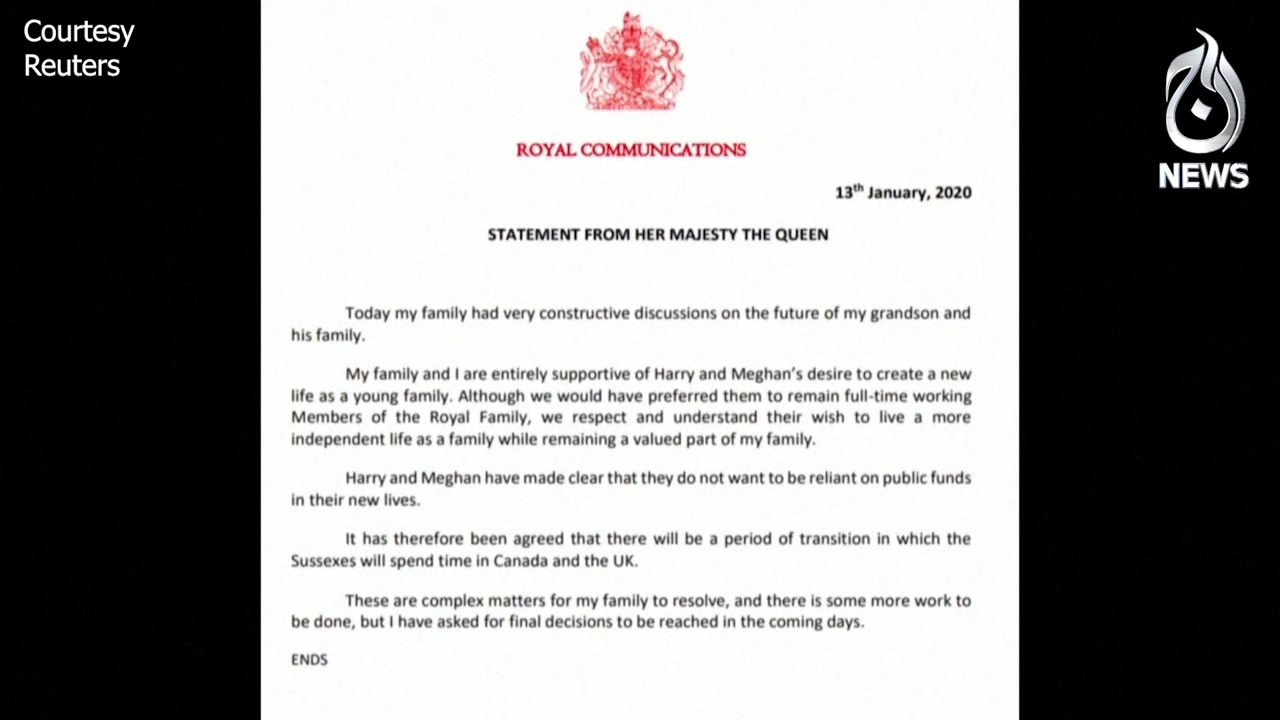 Courtesy
Reuters
NEWS
ROYAL COMMUNICATIONS
13th January, 2020
STATEMENT FROM HER MAJESTY THE QUEEN
Today my family had very constructive discussions on the future of my grandson and
his family.
My family and I are entirely supportive of Harry and Meghan’s desire to create a new
life as a young family. Although we would have preferred them to remain full-time working
Members of the Royal Family, we respect and understand their wish to live a more
independent life as a family while remaining a valued part of my family.
Harry and Meghan have made clear that they do not want to be reliant on public funds
in their new lives.
It has therefore been agreed that there will be a period of transition in which the
Sussexes will spend time in Canada and the UK.
These are complex matters for my family to resolve, and there is some more work to
be done, but I have asked for final decisions to be reached in the coming days.
ENDS